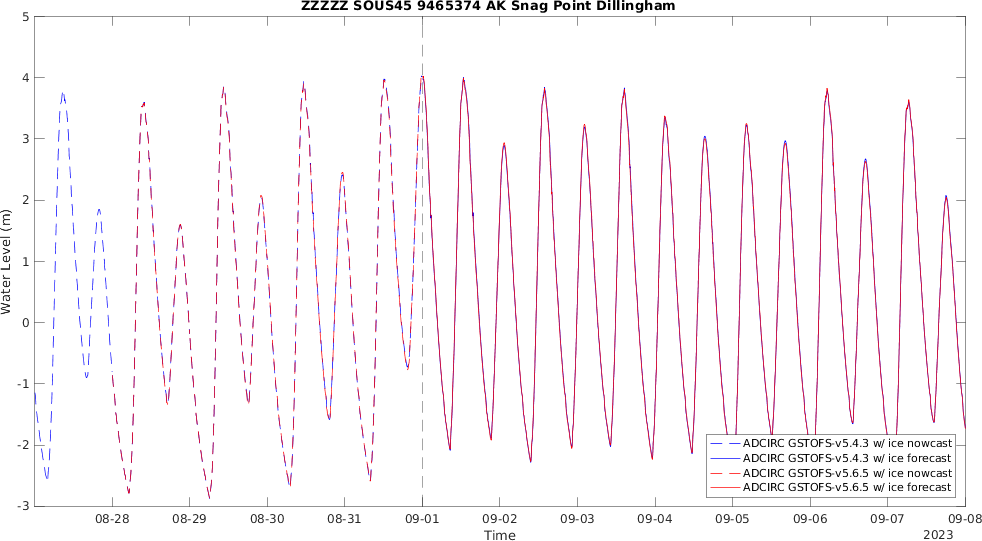 ZZZZZ SOUS45 9465374 AK Snag Point Dillingham
5
4
3
2
1
0
-1
-2
-3
Water Level (m)
08-28 08-29 08-30 08-31 09-01 09-02 09-03 09-04 09-05 09-06 09-07 09-08
Time
2023
ADCIRC GSTOFS-v5.4.3 w/ ice nowcast
ADCIRC GSTOFS-v5.4.3 w/ ice forecast
ADCIRC GSTOFS-v5.6.5 w/ ice nowcast
ADCIRC GSTOFS-v5.6.5 w/ ice forecast